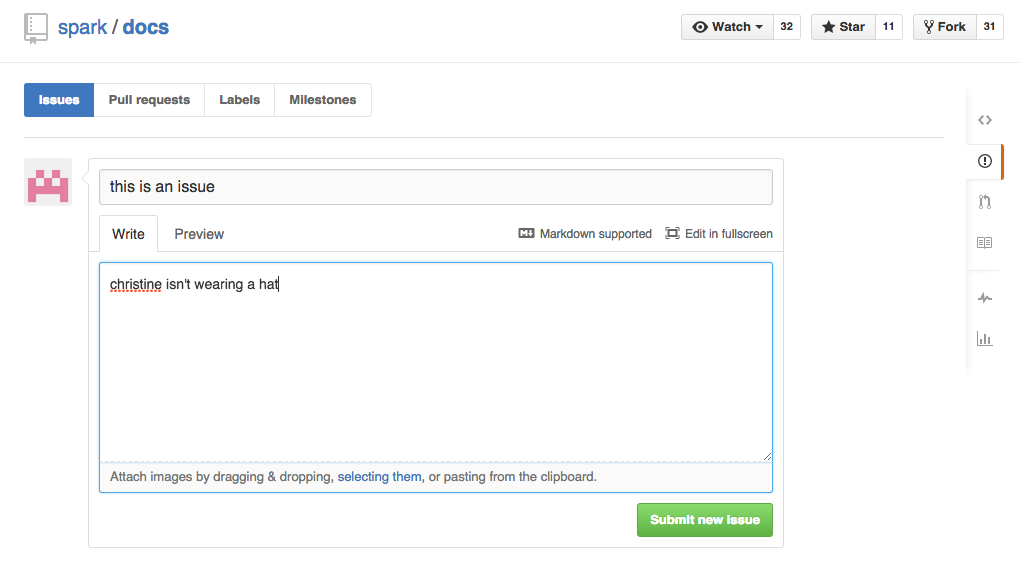 spark / docs
Watch 32 Star 11 Fork 31
Issues Pull requests Labels Milestones
this is an issue
Write Preview Markdown supported Edit in fullscreen
christine isn't wearing a hat
Attach images by dragging & dropping, selecting them, or pasting from the clipboard.
Submit new issue